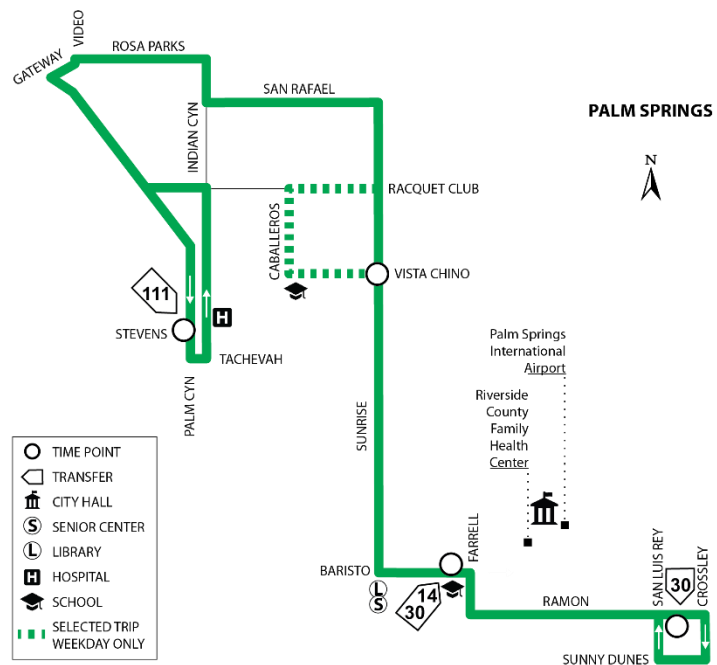 VIDEO
GATEWAY
ROSA PARKS
SAN RAFAEL
PALM SPRINGS
INDIAN CYN
N
RACQUET CLUB
CABALLEROS
VISTA CHINO
111
H
STEVENS
TACHEVAH
PALM CYN
Palm Springs
International
Airport
Riverside
County
Family
Health
Center
SUNRISE
FARRELL
BARISTO
L
S
14
30
RAMON
SAN LUIS REY
30
CROSSLEY
SUNNY DUNES
TIME POINT
TRANSFER
CITY HALL
S SENIOR CENTER
L LIBRARY
H HOSPITAL
SCHOOL
SELECTED TRIP
WEEKDAY ONLY